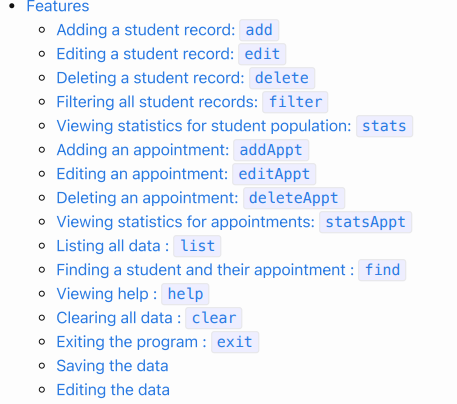 Features
Adding a student record: add
Editing a student record: edit
Deleting a student record: delete
Filtering all student records: filter
Viewing statistics for student population: stats
Adding an appointment: addAppt
Editing an appointment: editAppt
Deleting an appointment: deleteAppt
Viewing statistics for appointments: statsAppt
Listing all data : list
Finding a student and their appointment : find
Viewing help : help
Clearing all data : clear
Exiting the program : exit
Saving the data
Editing the data